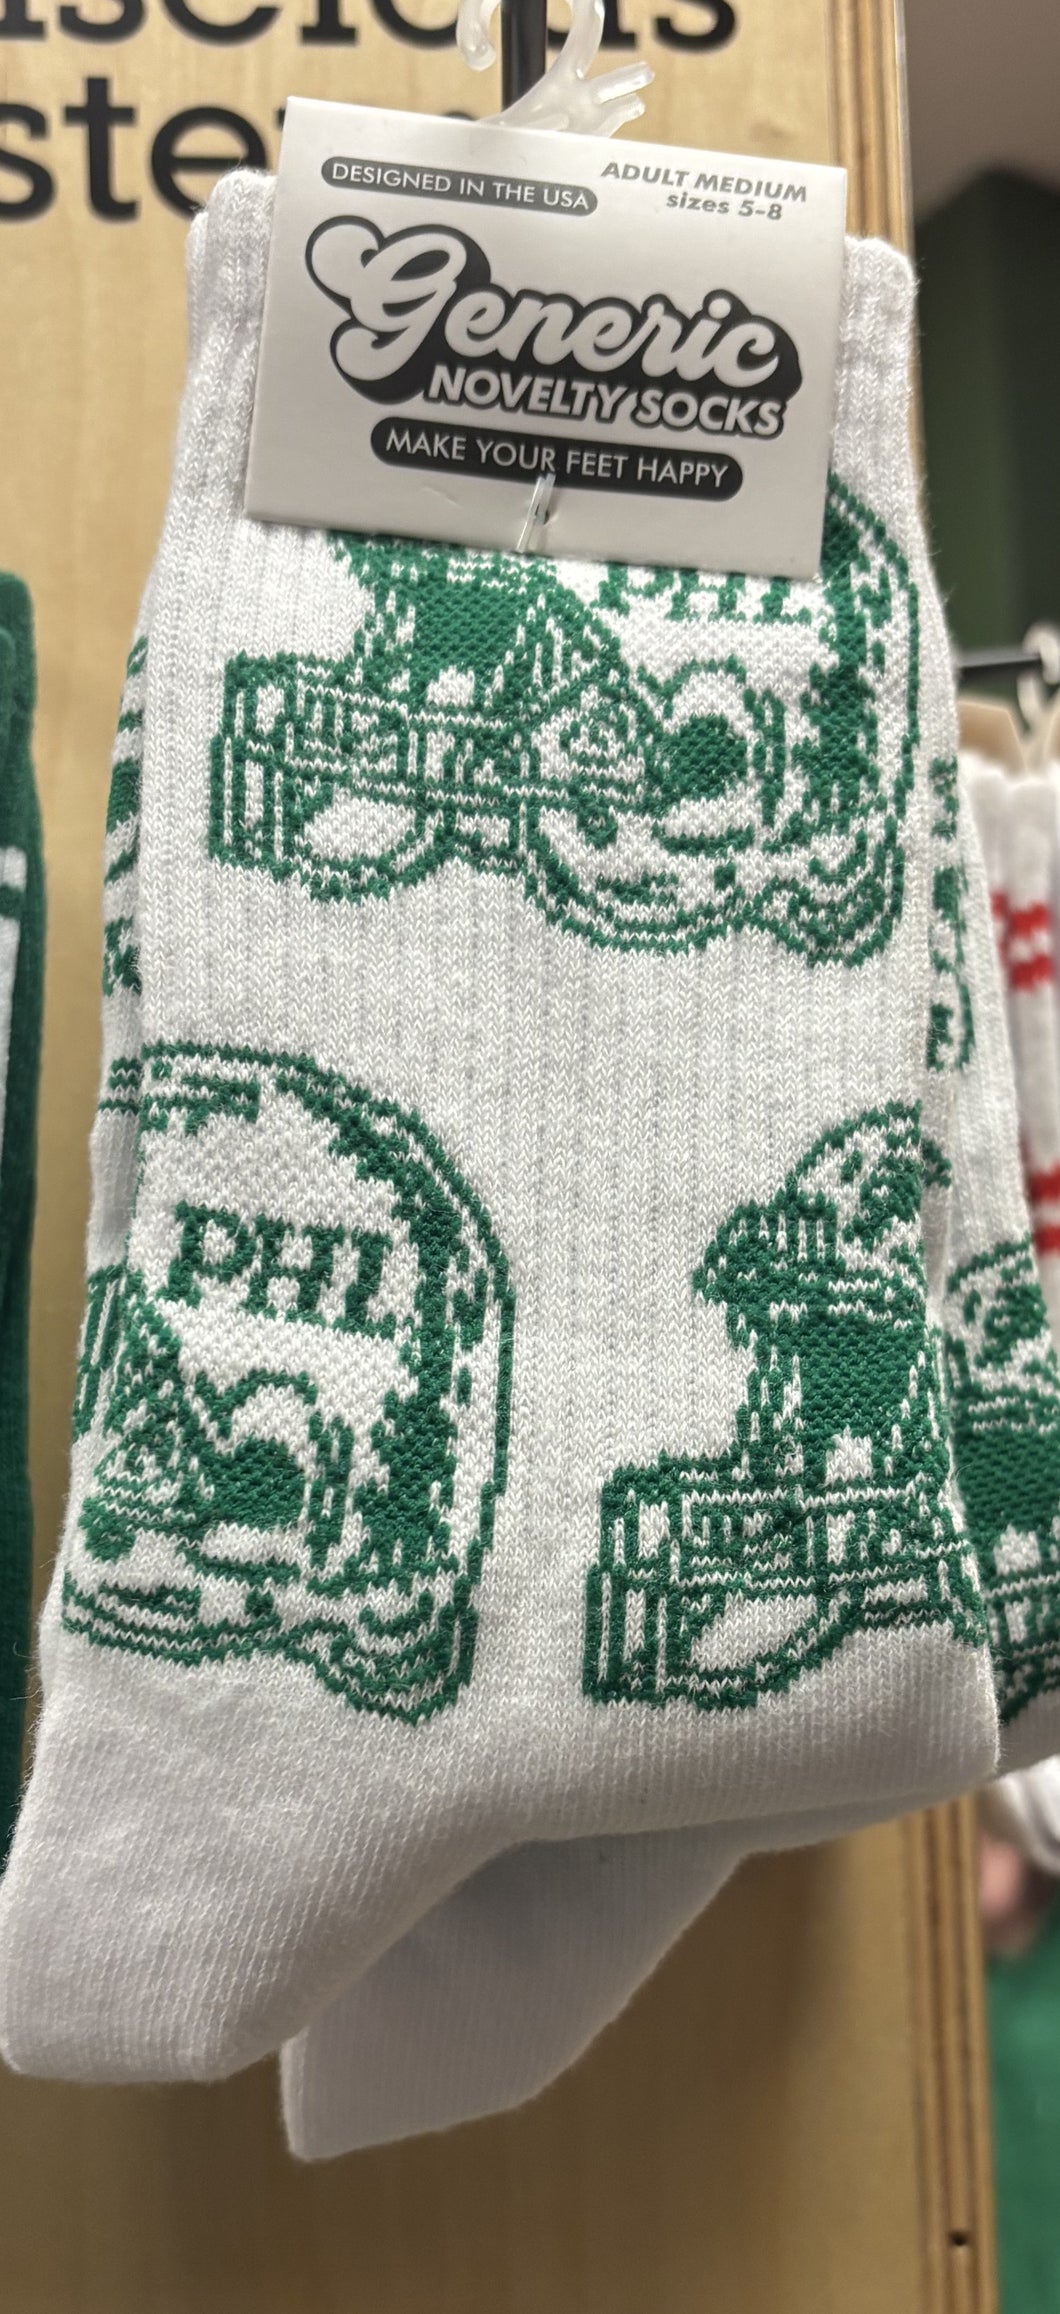 DESIGNED IN THE USA
ADULT MEDIUM
sizes 5-8
Generic
NOVELTY SOCKS
MAKE YOUR FEET HAPPY
PHL
PHL